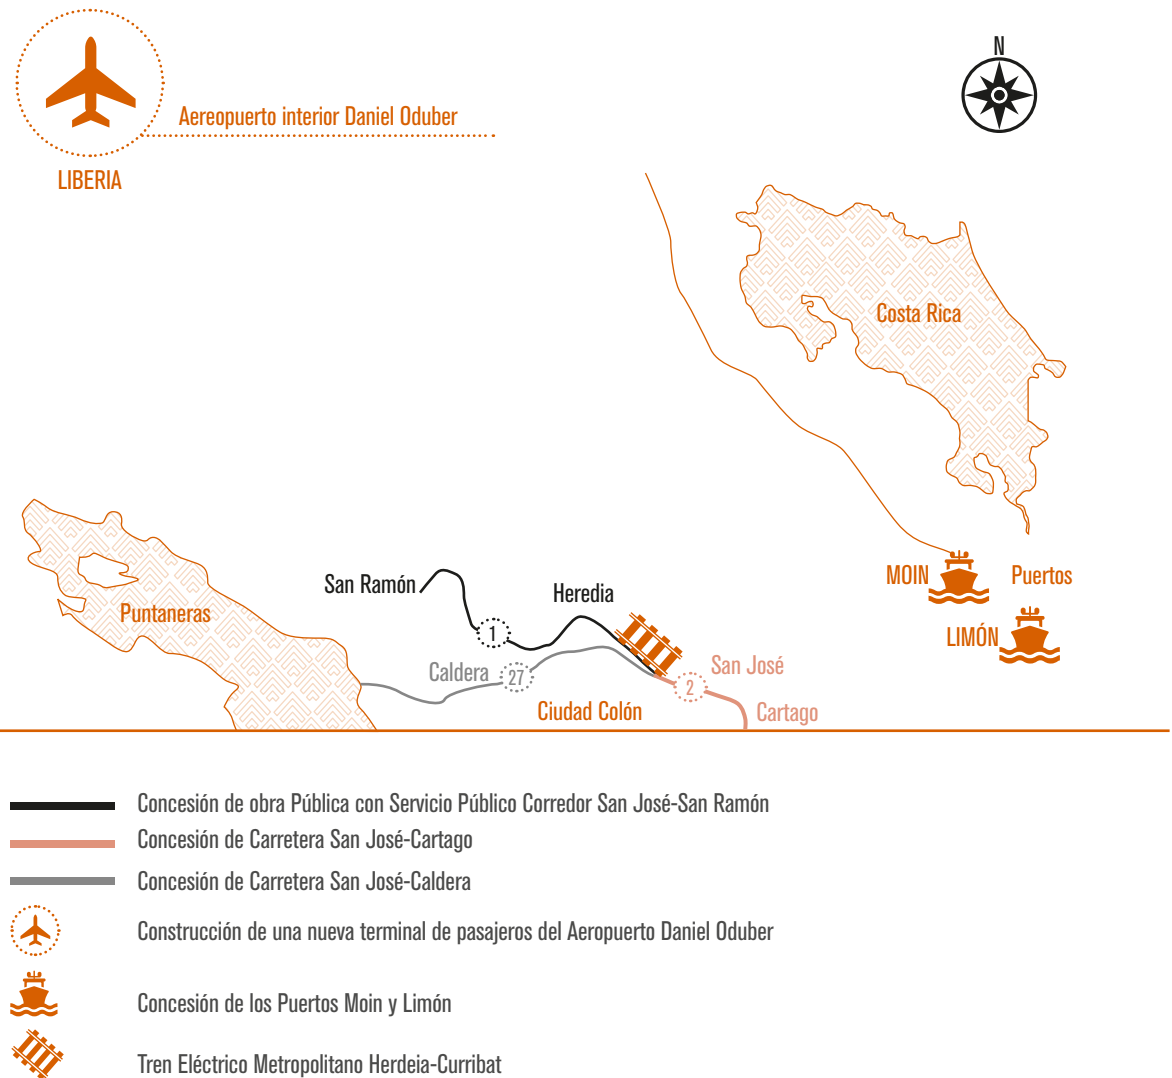 N
Aereopuerto interior Daniel Oduber
LIBERIA
Costa Rica
MOIN
Puertos
LIMÓN
San Ramón
Heredia
Puntaneras
1
Caldera
27
San José
2
Ciudad Colón
Cartago
Concesión de obra Pública con Servicio Público Corredor San José-San Ramón
Concesión de Carretera San José-Cartago
Concesión de Carretera San José-Caldera
Construcción de una nueva terminal de pasajeros del Aeropuerto Daniel Oduber
Concesión de los Puertos Moin y Limón
Tren Eléctrico Metropolitano Herdeia-Curribat